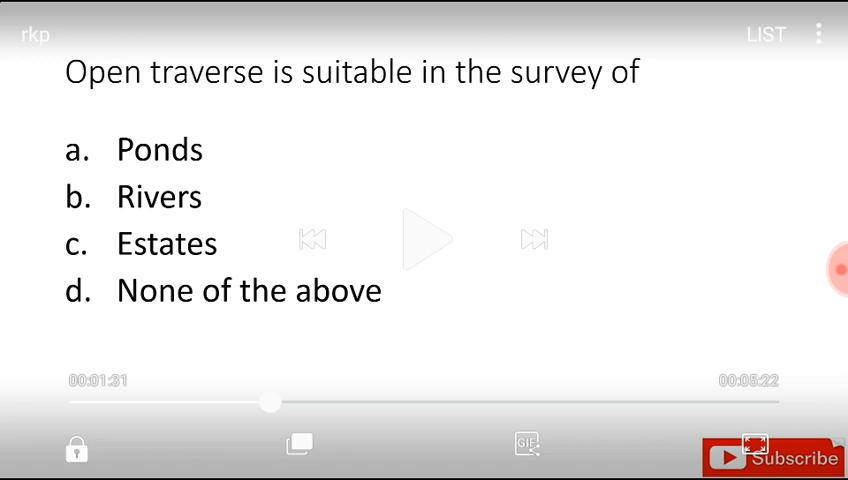 rkp
LIST
Open traverse is suitable in the survey of
a. Ponds
b. Rivers
c. Estates
d. None of the above
00:01:31
00:05:22
GIF
Subscribe